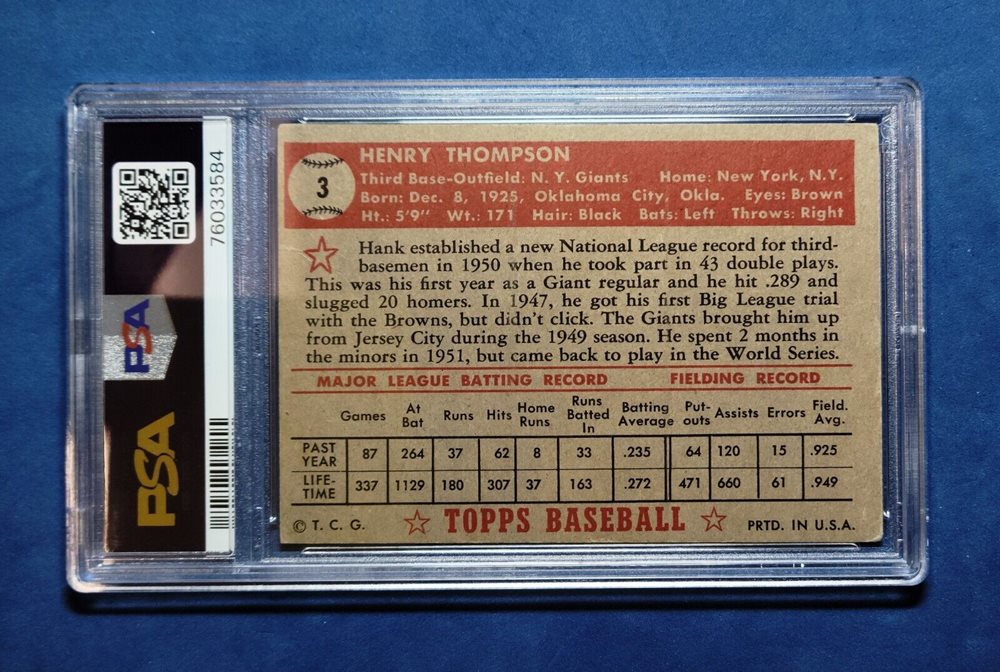 76033584
PSA
PSA
3
HENRY THOMPSON
Third Base-Outfield: N. Y. Giants Home: New York, N.Y.
Born: Dec. 8, 1925, Oklahoma City, Okla. Eyes: Brown
Ht.: 5'9" Wt.: 171 Hair: Black Bats: Left Throws: Right
Hank established a new National League record for third-
basemen in 1950 when he took part in 43 double plays.
This was his first year as a Giant regular and he hit .289 and
slugged 20 homers. In 1947, he got his first Big League trial
with the Browns, but didn't click. The Giants brought him up
from Jersey City during the 1949 season. He spent 2 months in
the minors in 1951, but came back to play in the World Series.
MAJOR LEAGUE BATTING RECORD FIELDING RECORD
Games At Bat Runs Hits Home Runs Runs Batted In Batting Average Put-outs Assists Errors Field. Avg.
PAST YEAR 87 264 37 62 8 33 .235 64 120 15 .925
LIFE-TIME 337 1129 180 307 37 163 .272 471 660 61 .949
© T. C. G. TOPPS BASEBALL PRTD. IN U.S.A.